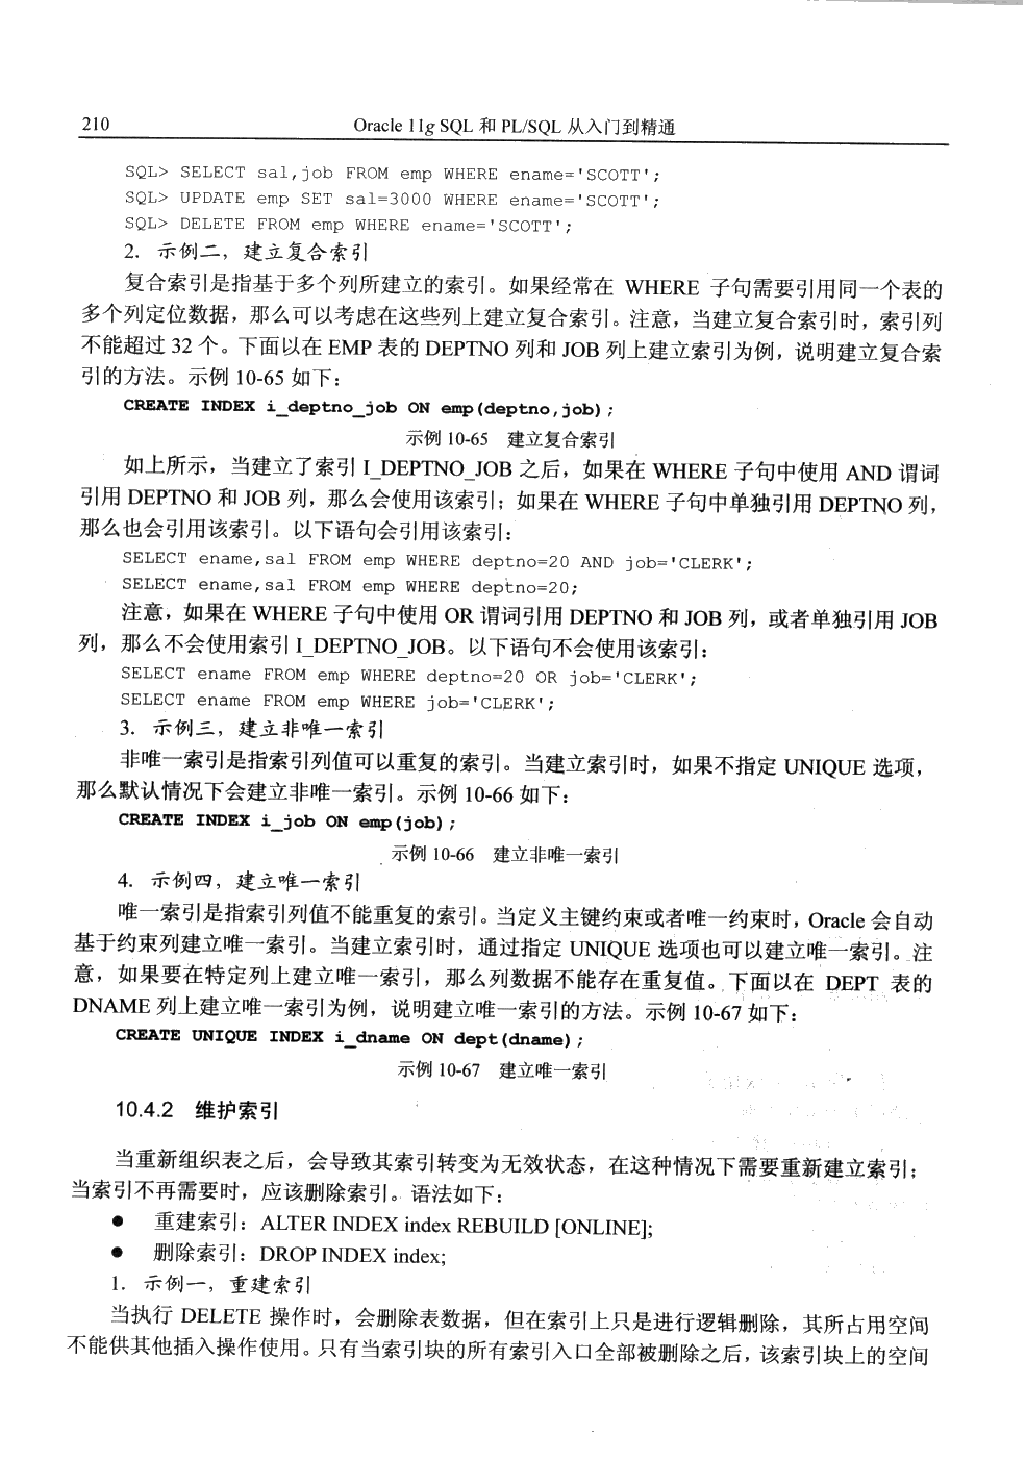 210
Oracle 11g SQL 和 PL/SQL 从入门到精通
SQL> SELECT sal,job FROM emp WHERE ename='SCOTT';
SQL> UPDATE emp SET sal=3000 WHERE ename='SCOTT';
SQL> DELETE FROM emp WHERE ename='SCOTT';
2. 示例二，建立复合索引
复合索引是指基于多个列所建立的索引。如果经常在 WHERE 子句需要引用同一个表的
多个列定位数据，那么可以考虑在这些列上建立复合索引。注意，当建立复合索引时，索引列
不能超过 32 个。下面以在 EMP 表的 DEPTNO 列和 JOB 列上建立索引为例，说明建立复合索
引的方法。示例 10-65 如下：
CREATE INDEX i_deptno_job ON emp(deptno,job);
示例 10-65 建立复合索引
如上所示，当建立了索引 I_DEPTNO_JOB 之后，如果在 WHERE 子句中使用 AND 谓词
引用 DEPTNO 和 JOB 列，那么会使用该索引；如果在 WHERE 子句中单独引用 DEPTNO 列，
那么也会引用该索引。以下语句会引用该索引：
SELECT ename,sal FROM emp WHERE deptno=20 AND job='CLERK';
SELECT ename,sal FROM emp WHERE deptno=20;
注意，如果在 WHERE 子句中使用 OR 谓词引用 DEPTNO 和 JOB 列，或者单独引用 JOB
列，那么不会使用索引 I_DEPTNO_JOB。以下语句不会使用该索引：
SELECT ename FROM emp WHERE deptno=20 OR job='CLERK';
SELECT ename FROM emp WHERE job='CLERK';
3. 示例三，建立非唯一索引
非唯一索引是指索引列值可以重复的索引。当建立索引时，如果不指定 UNIQUE 选项，
那么默认情况下会建立非唯一索引。示例 10-66 如下：
CREATE INDEX i_job ON emp(job);
示例 10-66 建立非唯一索引
4. 示例四，建立唯一索引
唯一索引是指索引列值不能重复的索引。当定义主键约束或者唯一约束时，Oracle 会自动
基于约束列建立唯一索引。当建立索引时，通过指定 UNIQUE 选项也可以建立唯一索引。注
意，如果要在特定列上建立唯一索引，那么列数据不能存在重复值。下面以在 DEPT 表的
DNAME 列上建立唯一索引为例，说明建立唯一索引的方法。示例 10-67 如下：
CREATE UNIQUE INDEX i_dname ON dept(dname);
示例 10-67 建立唯一索引
10.4.2 维护索引
当重新组织表之后，会导致其索引转变为无效状态，在这种情况下需要重新建立索引；
当索引不再需要时，应该删除索引。语法如下：
● 重建索引：ALTER INDEX index REBUILD [ONLINE];
● 删除索引：DROP INDEX index;
1. 示例一，重建索引
当执行 DELETE 操作时，会删除表数据，但在索引上只是进行逻辑删除，其所占用空间
不能供其他插入操作使用。只有当索引块的所有索引入口全部被删除之后，该索引块上的空间